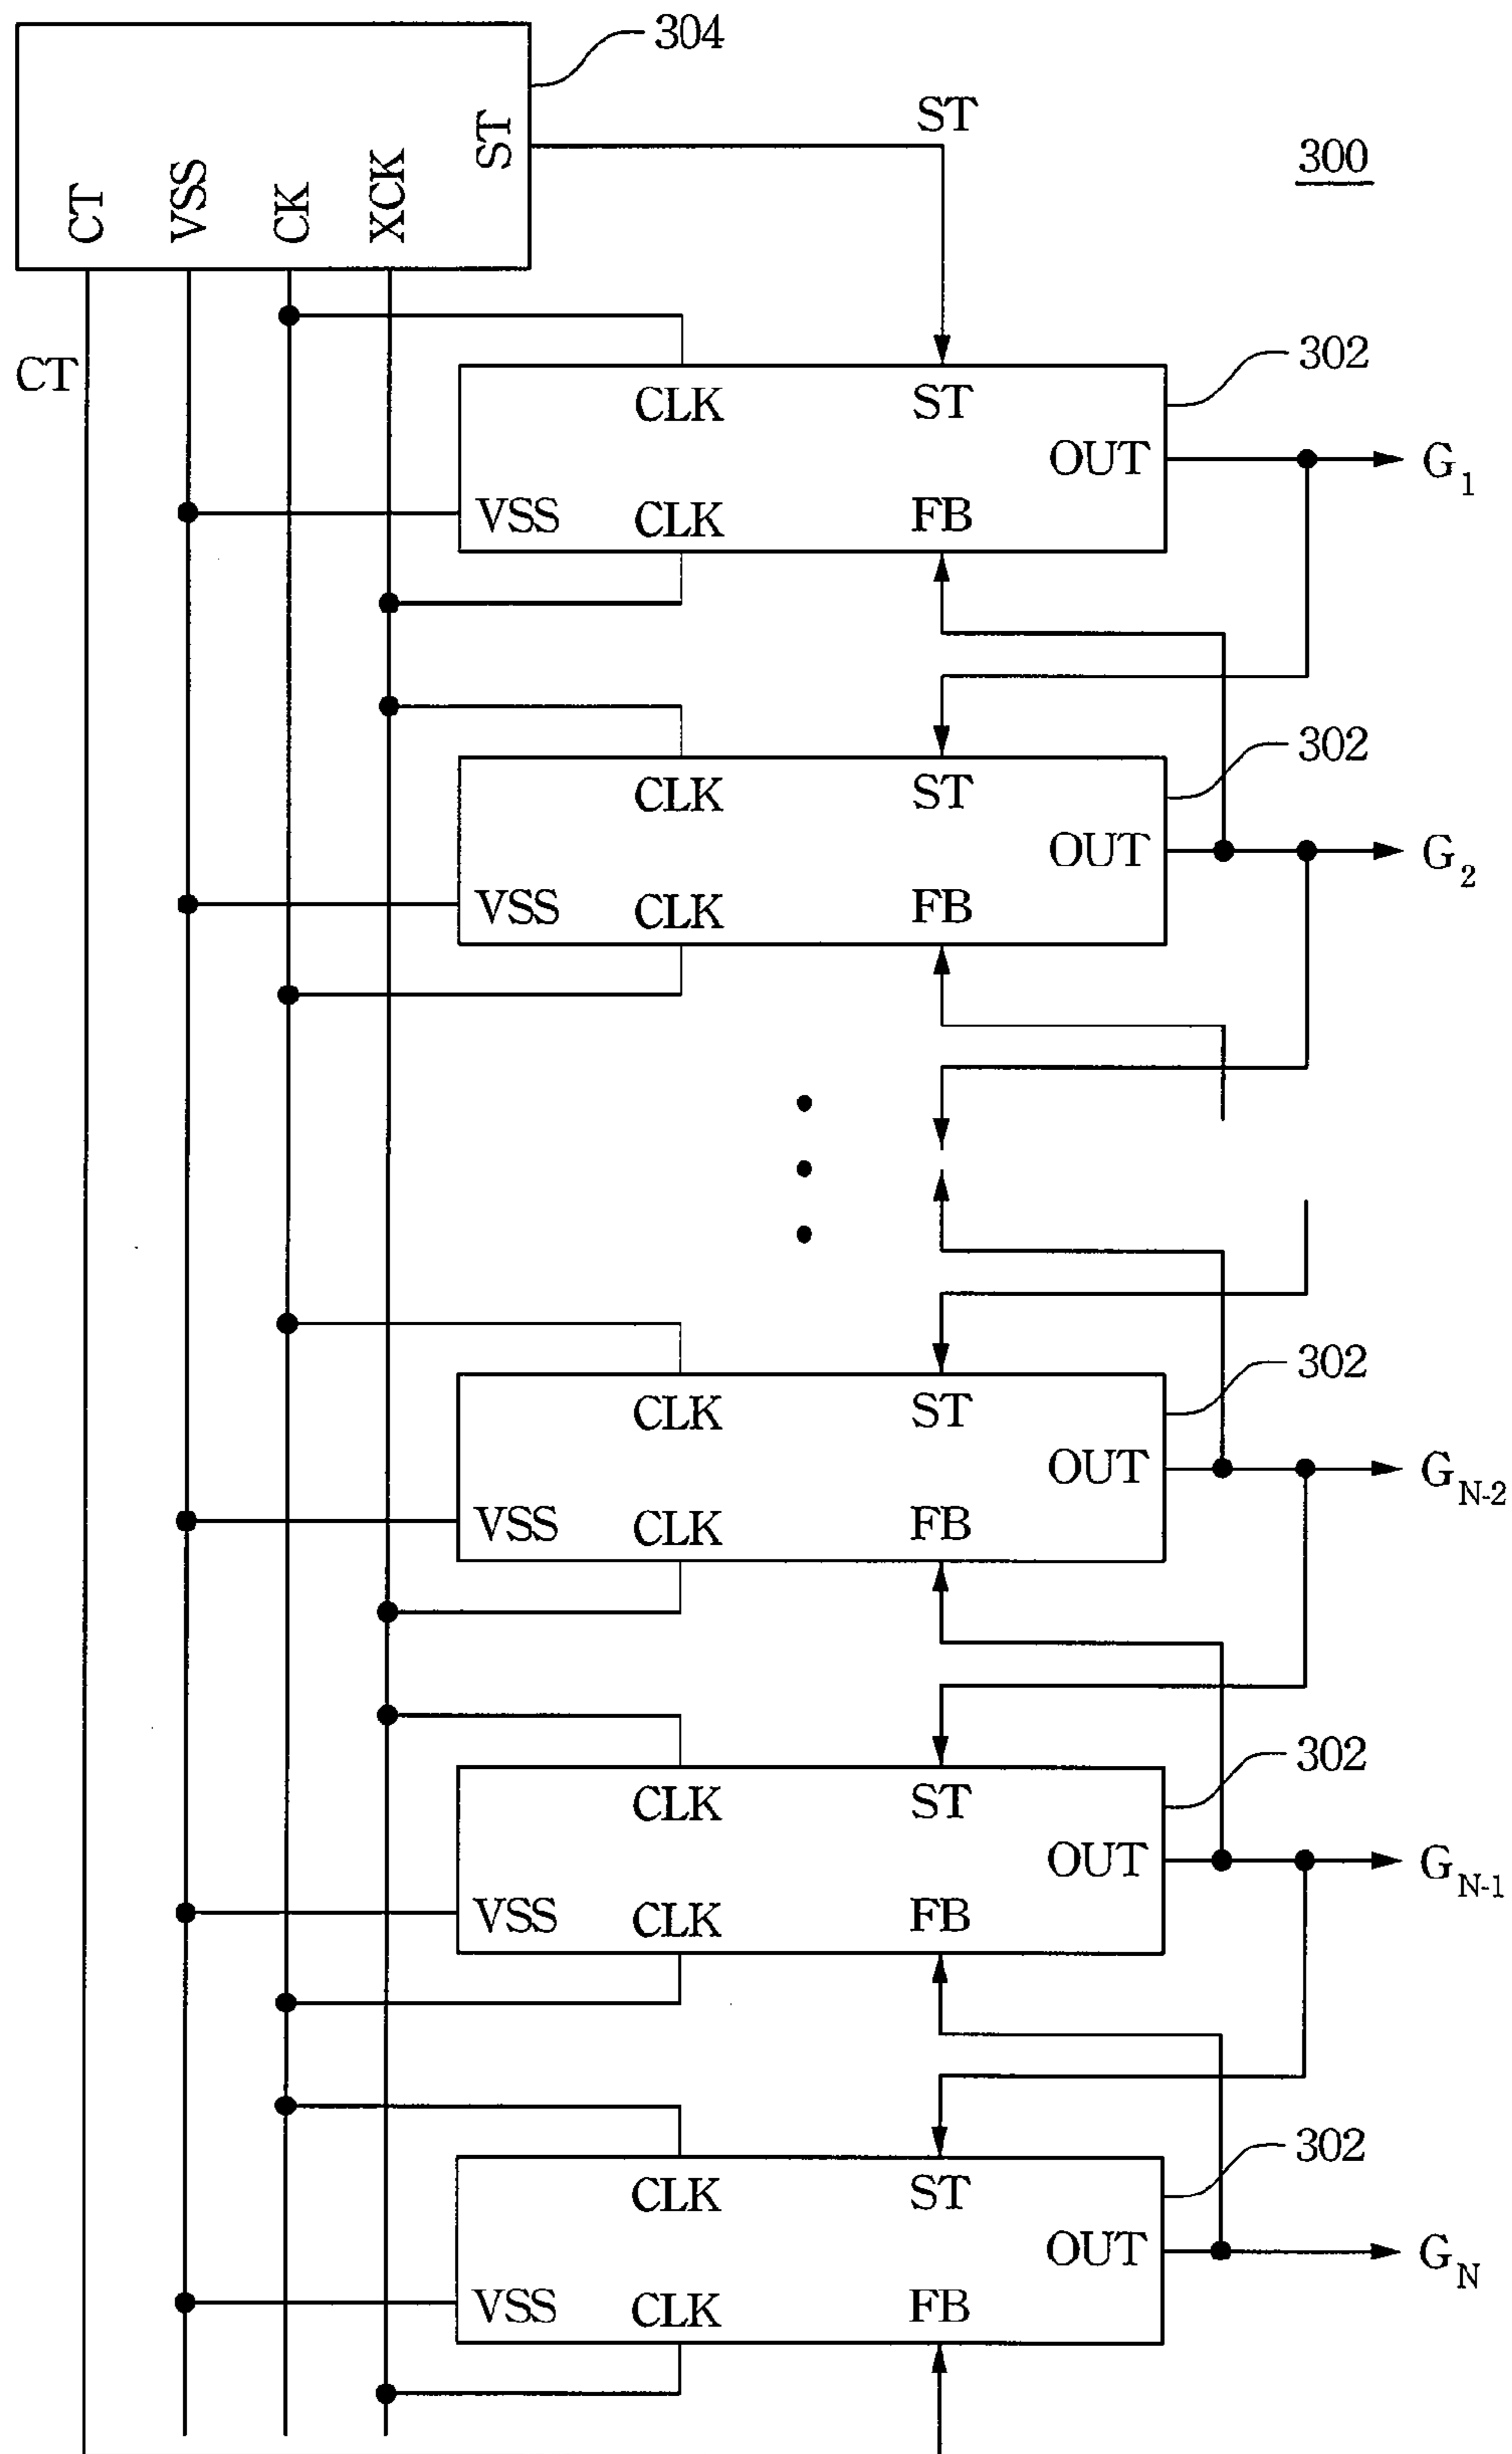 304
ST
300
CT
VSS
CK
XCK
ST
CT
302
CLK
ST
OUT
G1
VSS
CLK
FB
302
CLK
ST
OUT
G2
VSS
CLK
FB
302
CLK
ST
OUT
GN-2
VSS
CLK
FB
302
CLK
ST
OUT
GN-1
VSS
CLK
FB
302
CLK
ST
OUT
GN
VSS
CLK
FB